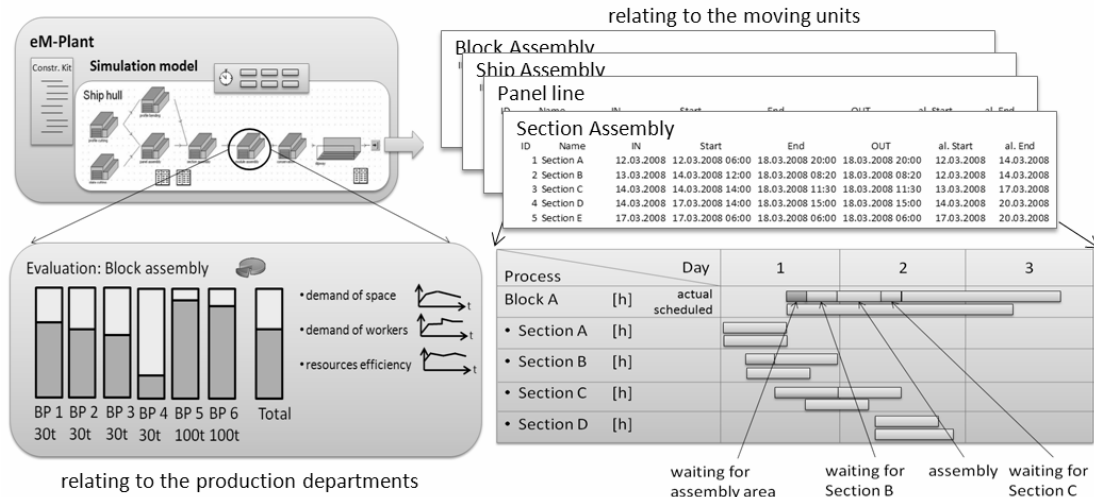 relating to the moving units
eM-Plant
Constr. Kit
Simulation model
Ship hull
Block Assembly
Ship Assembly
Panel line
Section Assembly
ID Name IN Start End OUT al. Start al. End
1 Section A 12.03.2008 12.03.2008 06:00 18.03.2008 20:00 18.03.2008 20:00 12.03.2008 14.03.2008
2 Section B 13.03.2008 14.03.2008 12:00 18.03.2008 08:20 18.03.2008 08:20 12.03.2008 14.03.2008
3 Section C 14.03.2008 14.03.2008 14:00 18.03.2008 11:30 18.03.2008 11:30 13.03.2008 17.03.2008
4 Section D 14.03.2008 17.03.2008 14:00 18.03.2008 15:00 18.03.2008 15:00 14.03.2008 20.03.2008
5 Section E 17.03.2008 17.03.2008 06:00 18.03.2008 06:00 18.03.2008 06:00 17.03.2008 20.03.2008
Evaluation: Block assembly
• demand of space
t
• demand of workers
t
• resources efficiency
t
BP 1 BP 2 BP 3 BP 4 BP 5 BP 6 Total
30t 30t 30t 30t 100t 100t
relating to the production departments
Process Day 1 2 3
Block A [h] actual
scheduled
• Section A [h]
• Section B [h]
• Section C [h]
• Section D [h]
waiting for
assembly area
waiting for
Section B
assembly
waiting for
Section C